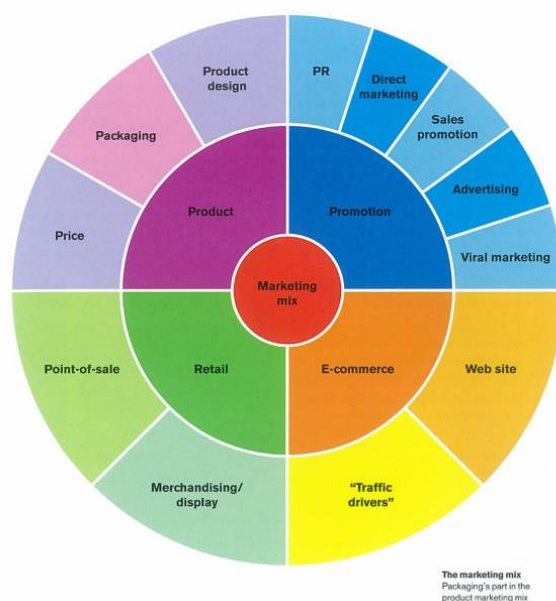 Product
design
PR
Direct
marketing
Packaging
Sales
promotion
Product
Promotion
Advertising
Price
Viral marketing
Marketing
mix
Point-of-sale
Retail
E-commerce
Web site
Merchandising/
display
“Traffic
drivers”
The marketing mix
Packaging's part in the
product marketing mix